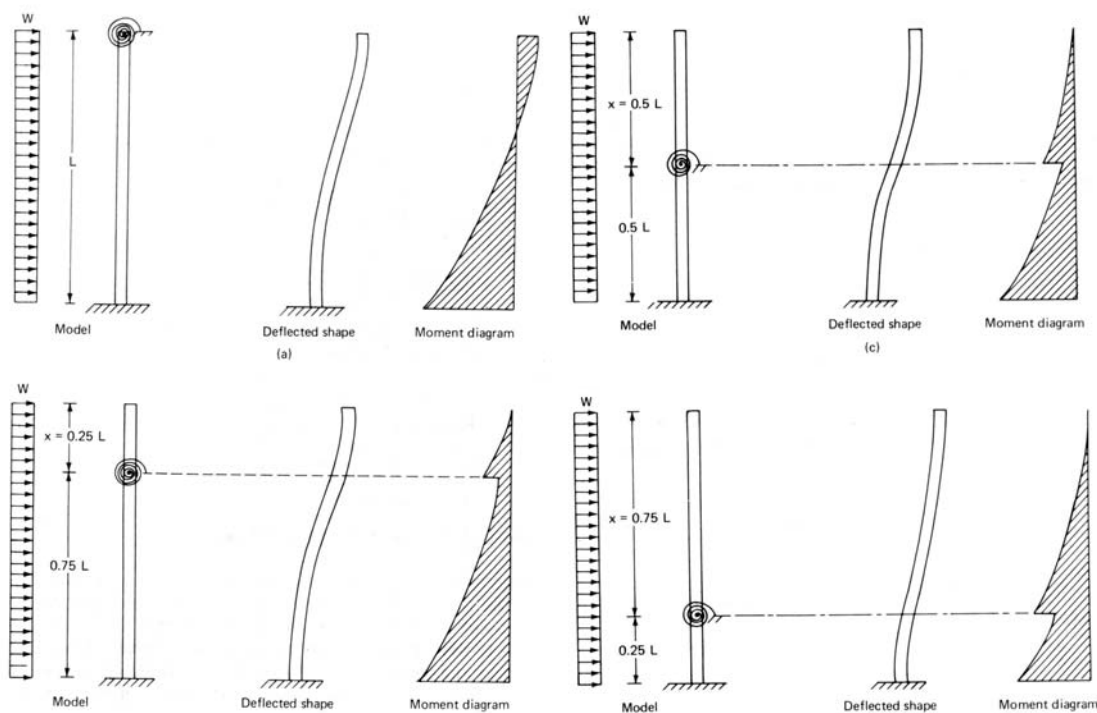 W
L
Model
Deflected shape
Moment diagram
(a)
W
x = 0.5 L
0.5 L
Model
Deflected shape
Moment diagram
(c)
W
x = 0.25 L
0.75 L
Model
Deflected shape
Moment diagram
W
x = 0.75 L
0.25 L
Model
Deflected shape
Moment diagram